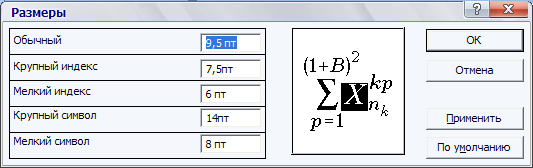 Размеры
Обычный 9,5 пт
Крупный индекс 7,5пт
Мелкий индекс 6 пт
Крупный символ 14пт
Мелкий символ 8 пт
(1+B)²
∑ X kp nk
p=1
ОК
Отмена
Применить
По умолчанию